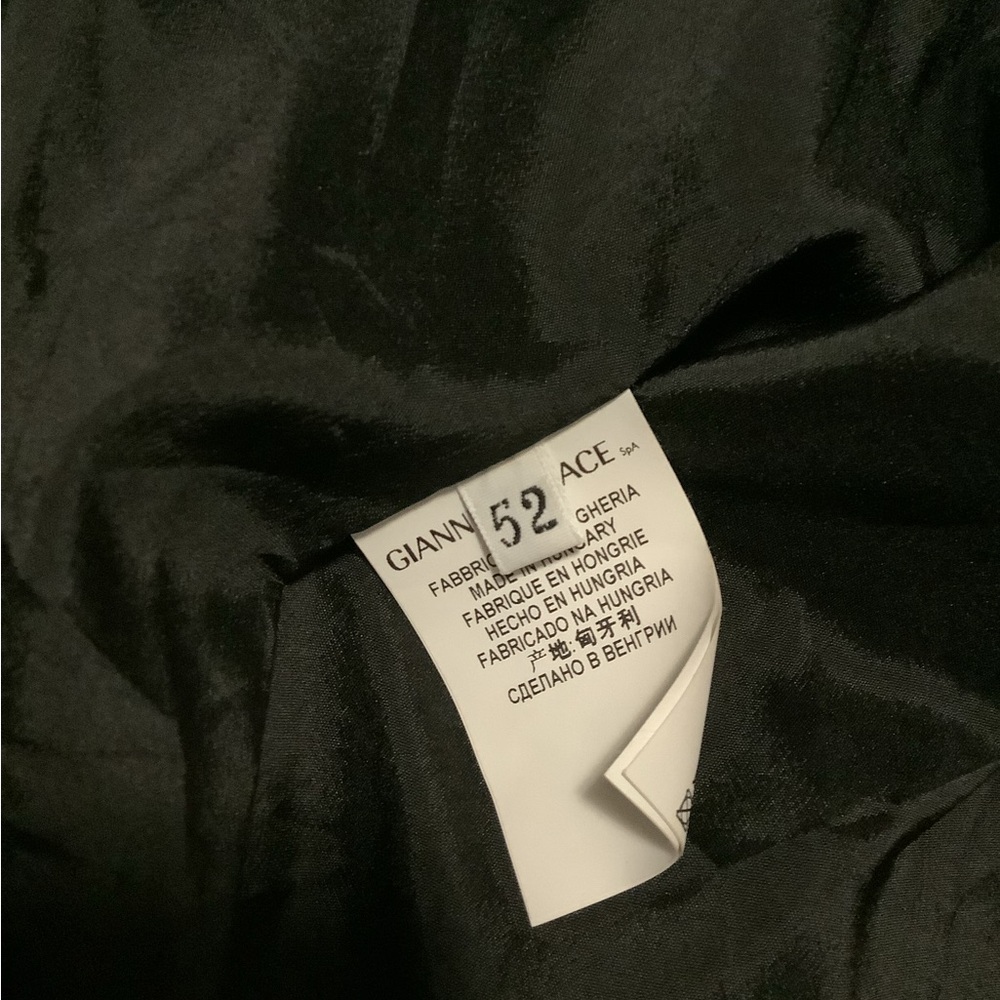 GIANN ACE SpA
52
FABBRIC GHERIA
MADE IN HUNGARY
FABRIQUE EN HONGRIE
HECHO EN HUNGRIA
FABRICADO NA HUNGRIA
产地: 匈牙利
СДЕЛАНО В ВЕНГРИИ